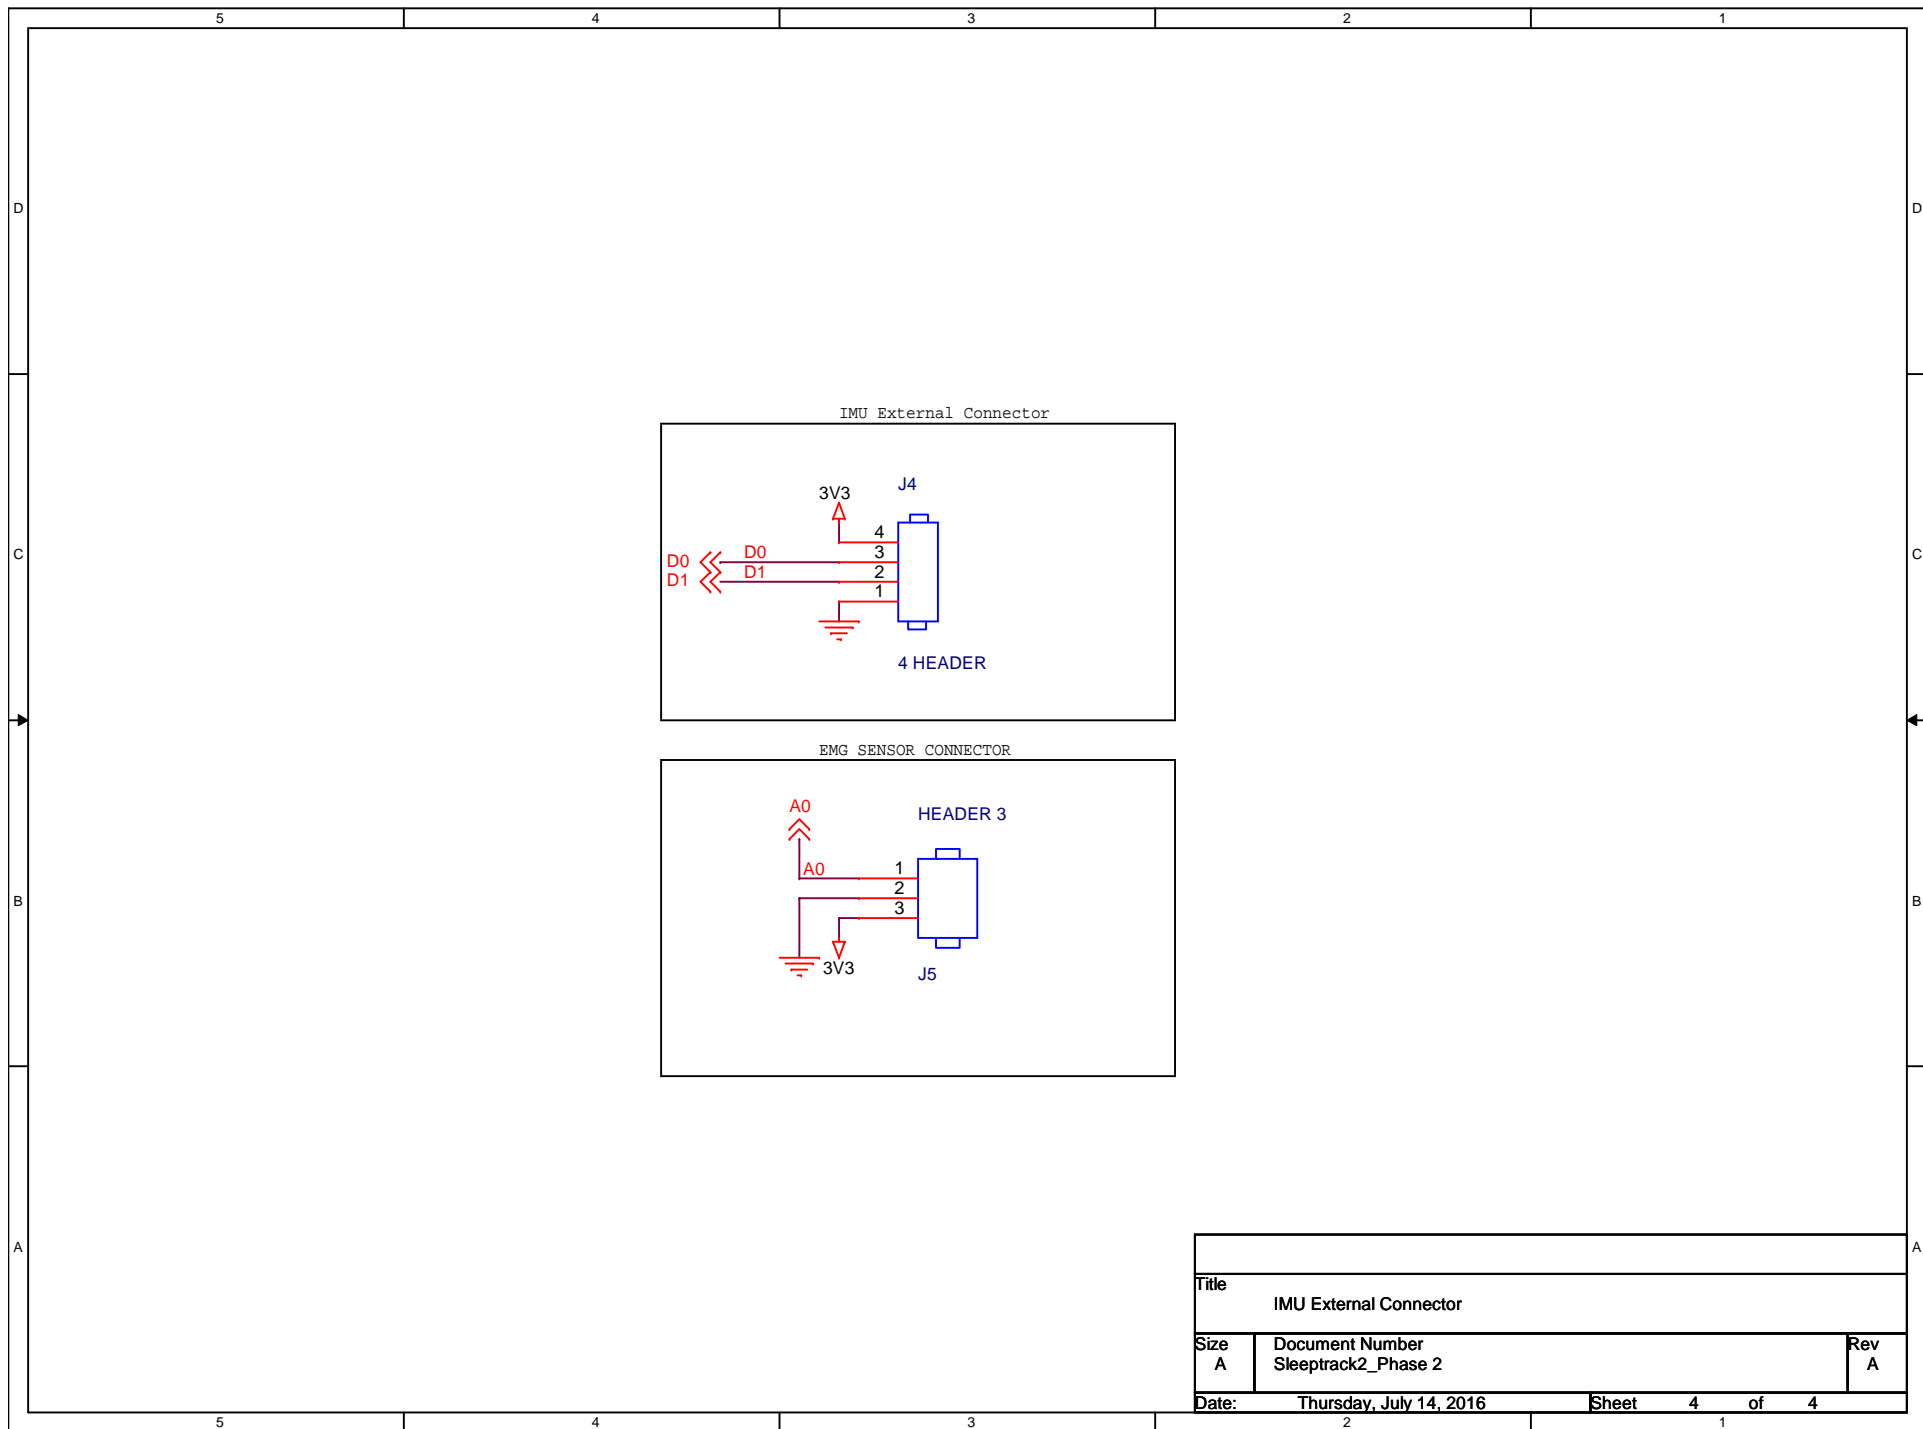 5 4 3 2 1
D D
IMU External Connector
J4
3V3
4
D0 D0 3
D1 D1 2
1
4 HEADER
C C
EMG SENSOR CONNECTOR
A0
HEADER 3
A0 1
2
3
3V3
J5
B B
A A
Title
IMU External Connector
Size Document Number Rev
A Sleeptrack2_Phase 2 A
Date: Thursday, July 14, 2016 Sheet 4 of 4
5 4 3 2 1